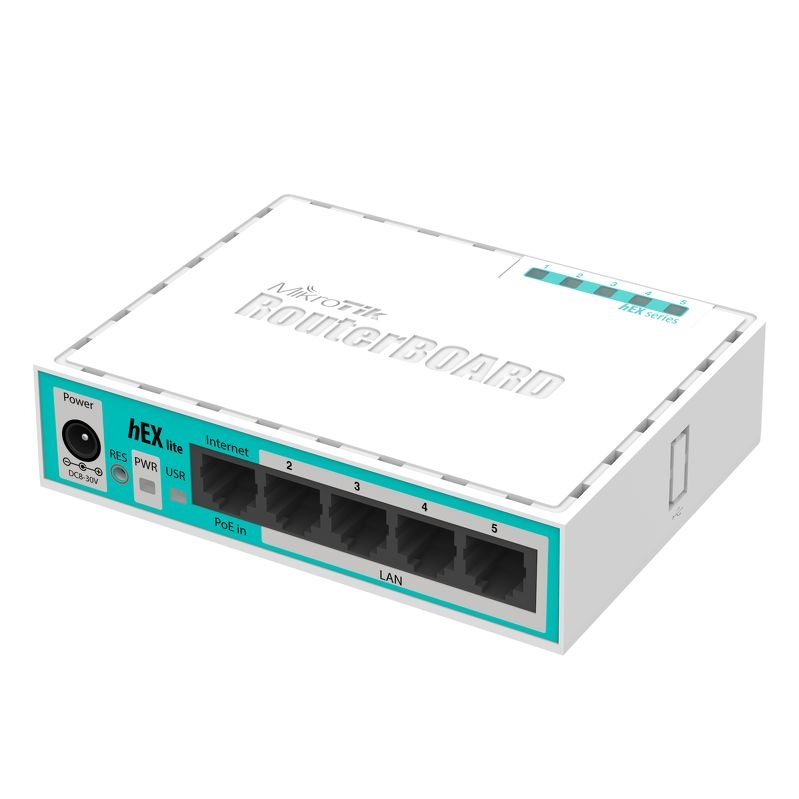 MikroTik
RouterBOARD
1 2 3 4 5
hEX series
Power
DC8-30V
hEX lite
RES
PWR
USR
Internet
PoE in
2 3 4 5
LAN